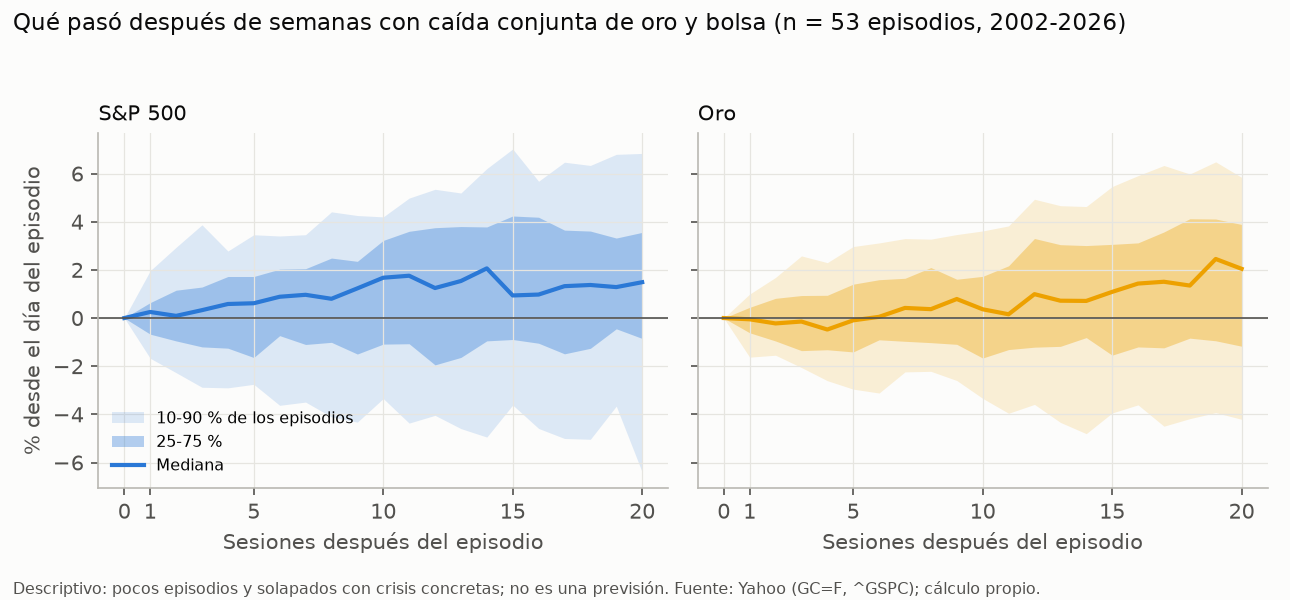 Qué pasó después de semanas con caída conjunta de oro y bolsa (n = 53 episodios, 2002-2026)
S&P 500
Oro
% desde el día del episodio
6
4
2
0
−2
−4
−6
10-90 % de los episodios
25-75 %
Mediana
0 1 5 10 15 20
0 1 5 10 15 20
Sesiones después del episodio
Sesiones después del episodio
Descriptivo: pocos episodios y solapados con crisis concretas; no es una previsión. Fuente: Yahoo (GC=F, ^GSPC); cálculo propio.